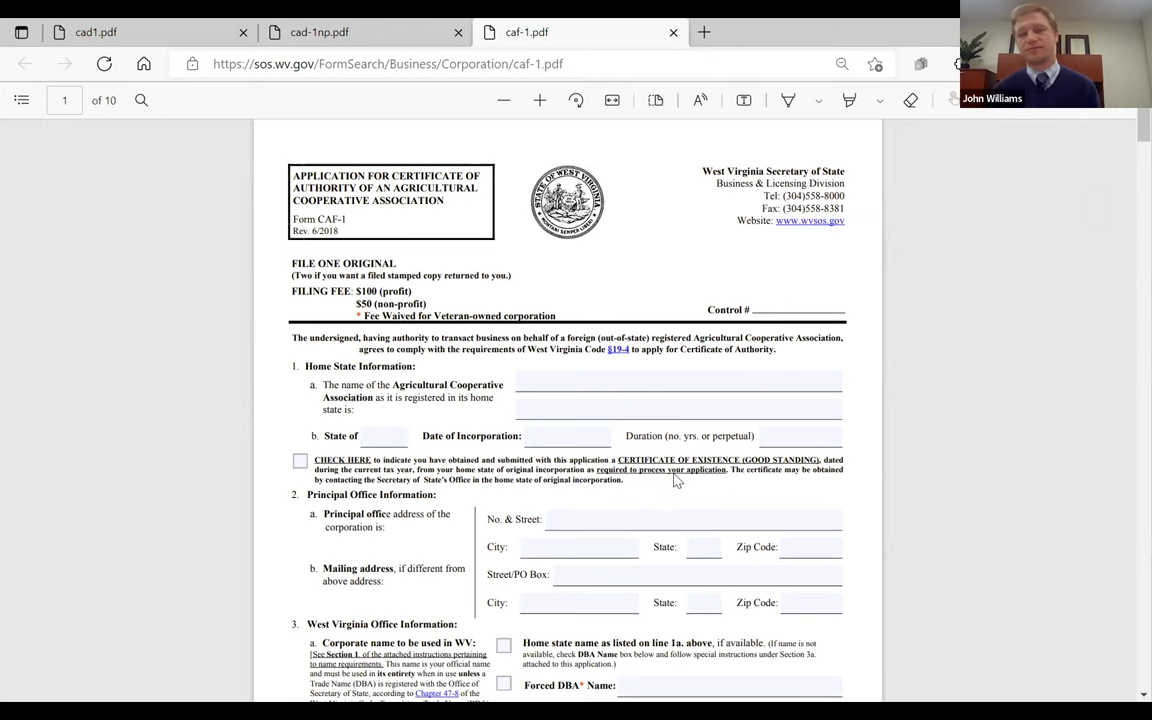 cad1.pdf
cad-1np.pdf
caf-1.pdf
https://sos.wv.gov/FormSearch/Business/Corporation/caf-1.pdf
John Williams
1 of 10
APPLICATION FOR CERTIFICATE OF
AUTHORITY OF AN AGRICULTURAL
COOPERATIVE ASSOCIATION
Form CAF-1
Rev. 6/2018
STATE OF WEST VIRGINIA
MONTANI SEMPER LIBERI
West Virginia Secretary of State
Business & Licensing Division
Tel: (304)558-8000
Fax: (304)558-8381
Website: www.wvsos.gov
FILE ONE ORIGINAL
(Two if you want a filed stamped copy returned to you.)
FILING FEE: $100 (profit)
$50 (non-profit)
* Fee Waived for Veteran-owned corporation
Control #
The undersigned, having authority to transact business on behalf of a foreign (out-of-state) registered Agricultural Cooperative Association,
agrees to comply with the requirements of West Virginia Code §19-4 to apply for Certificate of Authority.
1. Home State Information:
a. The name of the Agricultural Cooperative
Association as it is registered in its home
state is:
b. State of Date of Incorporation: Duration (no. yrs. or perpetual)
CHECK HERE to indicate you have obtained and submitted with this application a CERTIFICATE OF EXISTENCE (GOOD STANDING), dated
during the current tax year, from your home state of original incorporation as required to process your application. The certificate may be obtained
by contacting the Secretary of State's Office in the home state of original incorporation.
2. Principal Office Information:
a. Principal office address of the
corporation is:
No. & Street:
City: State: Zip Code:
b. Mailing address, if different from
above address:
Street/PO Box:
City: State: Zip Code:
3. West Virginia Office Information:
a. Corporate name to be used in WV:
[See Section 1. of the attached instructions pertaining
to name requirements. This name is your official name
and must be used in its entirety when in use unless a
Trade Name (DBA) is registered with the Office of
Secretary of State, according to Chapter 47-8 of the
Home state name as listed on line 1a. above, if available. (If name is not
available, check DBA Name box below and follow special instructions under Section 3a.
attached to this application.)
Forced DBA* Name: